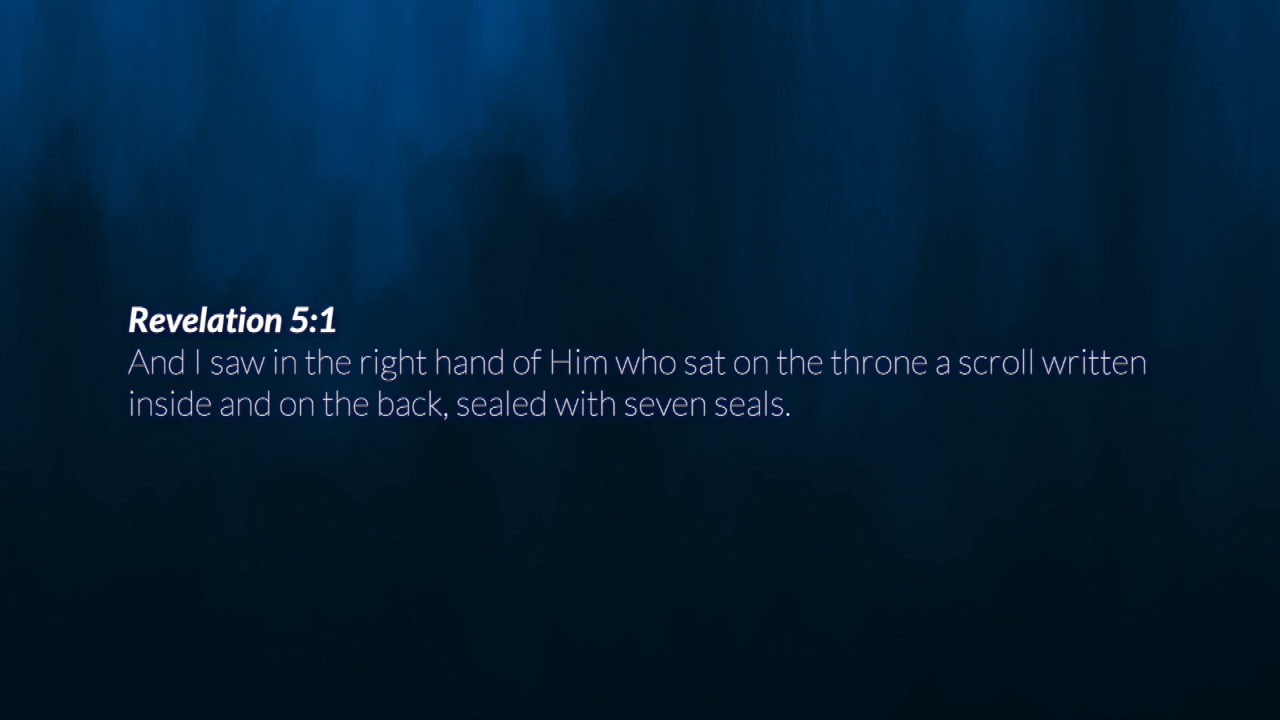 Revelation 5:1
And I saw in the right hand of Him who sat on the throne a scroll written
inside and on the back, sealed with seven seals.